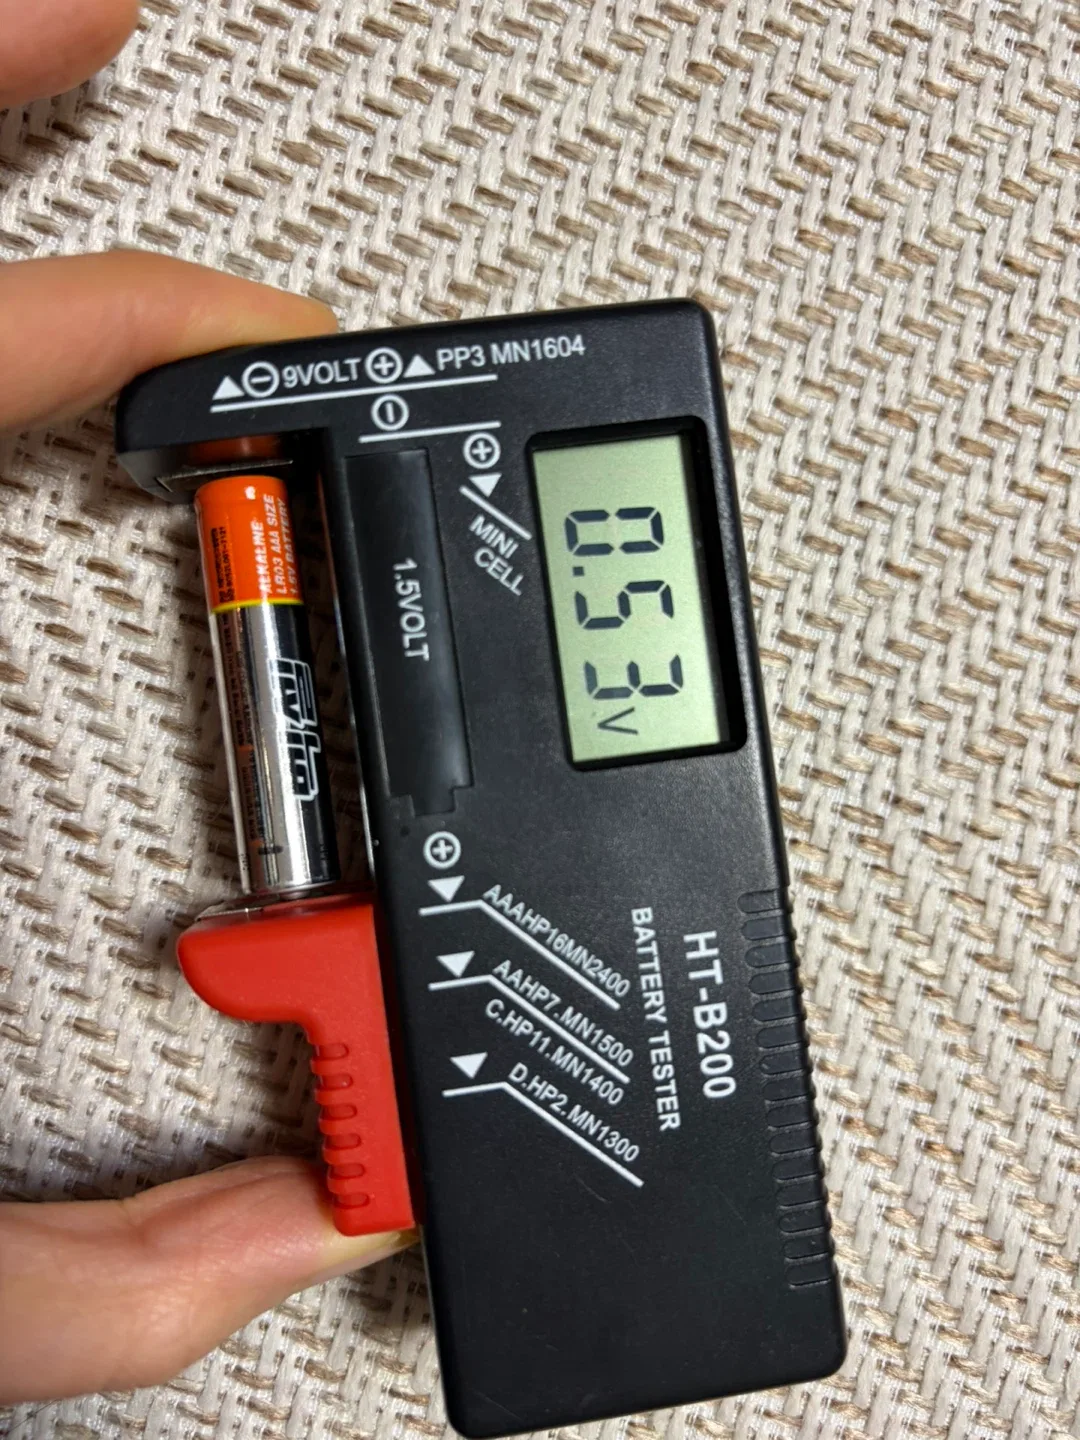 ⊖ 9VOLT ⊕ PP3 MN1604
⊖
⊕
MINI
CELL
1.5VOLT
0.53V
ALKALINE
LR03 AAA SIZE
1.5V BATTERY
⊕
AAAHP16MN2400
AAHP7.MN1500
C.HP11.MN1400
D.HP2.MN1300
BATTERY TESTER
HT-B200